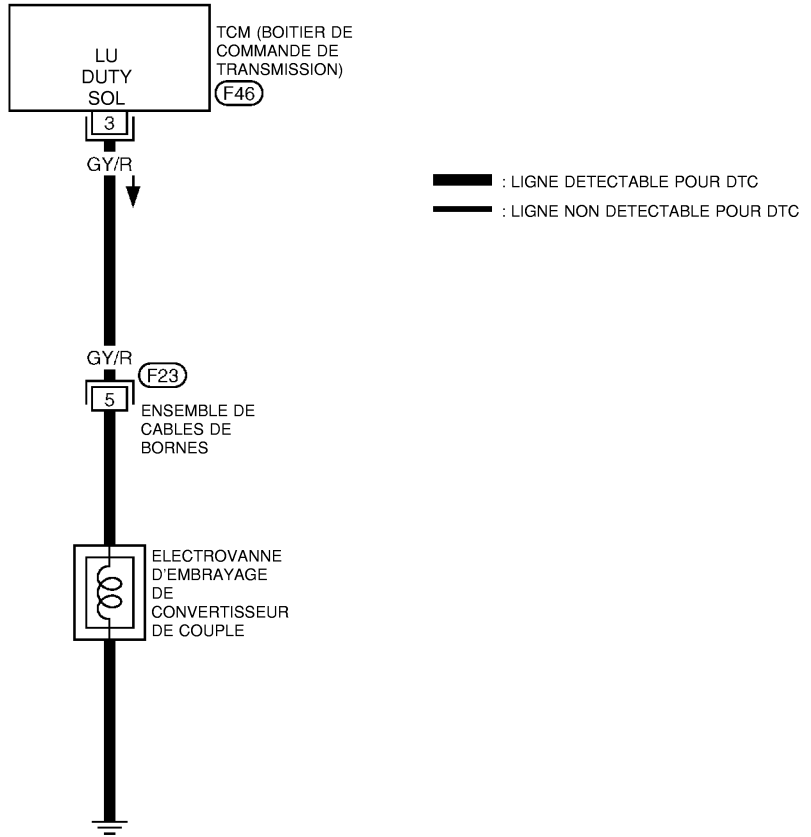 LU
DUTY
SOL
TCM (BOITIER DE
COMMANDE DE
TRANSMISSION)
F46
3
GY/R
: LIGNE DETECTABLE POUR DTC
: LIGNE NON DETECTABLE POUR DTC
GY/R
F23
5
ENSEMBLE DE
CABLES DE
BORNES
ELECTROVANNE
D'EMBRAYAGE
DE
CONVERTISSEUR
DE COUPLE